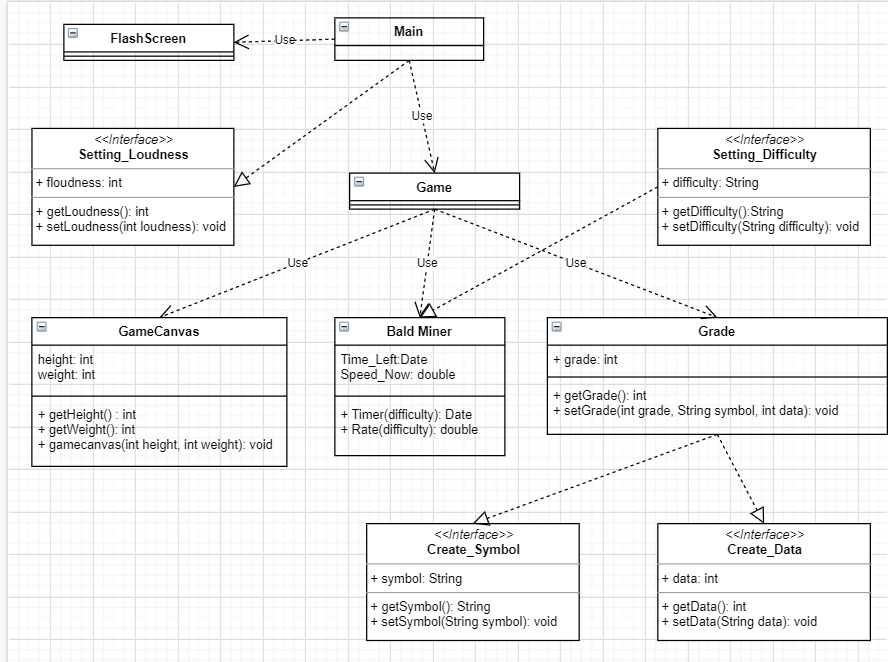 FlashScreen
Use
Main
Use
<<Interface>>
Setting_Loudness
+ floudness: int
+ getLoudness(): int
+ setLoudness(int loudness): void
Game
<<Interface>>
Setting_Difficulty
+ difficulty: String
+ getDifficulty():String
+ setDifficulty(String difficulty): void
Use
Use
Use
GameCanvas
height: int
weight: int
+ getHeight() : int
+ getWeight(): int
+ gamecanvas(int height, int weight): void
Bald Miner
Time_Left:Date
Speed_Now: double
+ Timer(difficulty): Date
+ Rate(difficulty): double
Grade
+ grade: int
+ getGrade(): int
+ setGrade(int grade, String symbol, int data): void
<<Interface>>
Create_Symbol
+ symbol: String
+ getSymbol(): String
+ setSymbol(String symbol): void
<<Interface>>
Create_Data
+ data: int
+ getData(): int
+ setData(String data): void